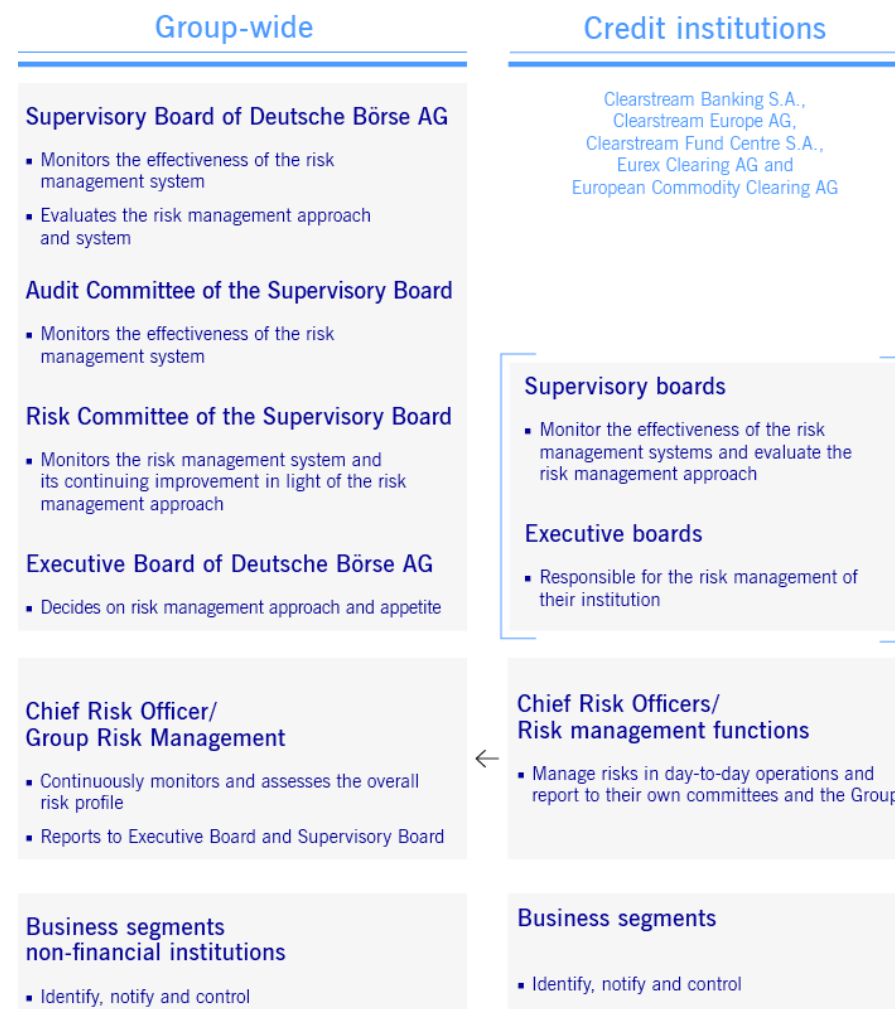 Group-wide
Supervisory Board of Deutsche Börse AG
▪ Monitors the effectiveness of the risk
management system
▪ Evaluates the risk management approach
and system
Audit Committee of the Supervisory Board
▪ Monitors the effectiveness of the risk
management system
Risk Committee of the Supervisory Board
▪ Monitors the risk management system and
its continuing improvement in light of the risk
management approach
Executive Board of Deutsche Börse AG
▪ Decides on risk management approach and appetite
Chief Risk Officer/
Group Risk Management
▪ Continuously monitors and assesses the overall
risk profile
▪ Reports to Executive Board and Supervisory Board
Business segments
non-financial institutions
▪ Identify, notify and control
Credit institutions
Clearstream Banking S.A.,
Clearstream Europe AG,
Clearstream Fund Centre S.A.,
Eurex Clearing AG and
European Commodity Clearing AG
Supervisory boards
▪ Monitor the effectiveness of the risk
management systems and evaluate the
risk management approach
Executive boards
▪ Responsible for the risk management of
their institution
Chief Risk Officers/
Risk management functions
▪ Manage risks in day-to-day operations and
report to their own committees and the Group
Business segments
▪ Identify, notify and control